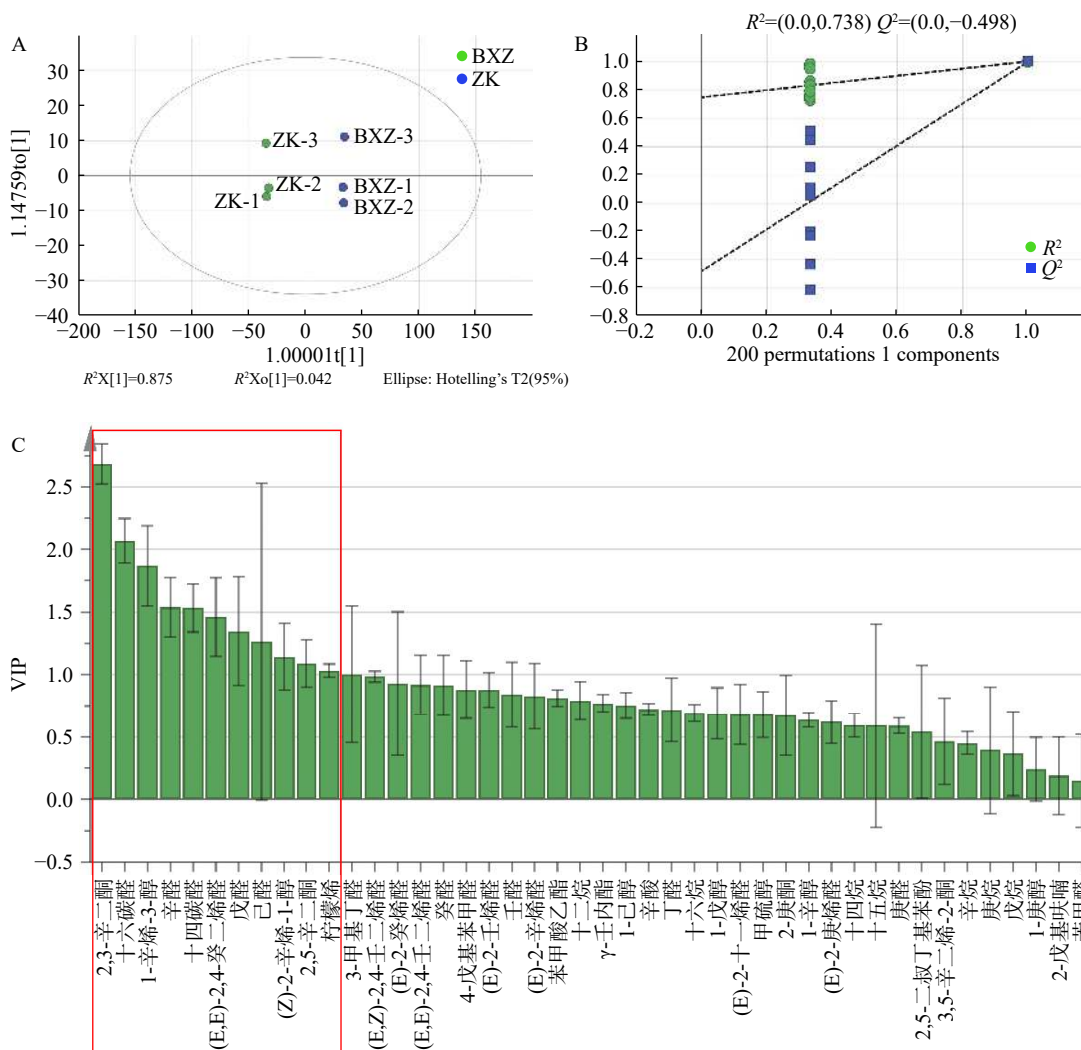 A
BXZ
ZK
30
20
10
0
−10
−20
−30
40
1.14759to[1]
ZK-3
BXZ-3
ZK-2
BXZ-1
ZK-1
BXZ-2
−200
−150
−100
−50
0
50
100
150
1.00001t[1]
R²X[1]=0.875
R²Xo[1]=0.042
Ellipse: Hotelling's T2(95%)
R²=(0.0,0.738) Q²=(0.0,−0.498)
B
1.0
0.8
0.6
0.4
0.2
0.0
−0.2
−0.4
−0.6
−0.8
R²
Q²
−0.2
0.0
0.2
0.4
0.6
0.8
1.0
200 permutations 1 components
C
2.5
2.0
1.5
1.0
0.5
0.0
−0.5
VIP
2,3-辛二酮
十六碳醛
1-辛烯-3-醇
辛醛
十四碳醛
(E,E)-2,4-癸二烯醛
戊醛
己醛
(Z)-2-辛烯-1-醇
2,5-辛二酮
柠檬烯
3-甲基丁醛
(E,Z)-2,4-壬二烯醛
(E)-2-癸烯醛
(E,E)-2,4-壬二烯醛
癸醛
4-戊基苯甲醛
(E)-2-壬烯醛
壬醛
(E)-2-辛烯醛
苯甲酸乙酯
十二烷
γ-壬内酯
1-己醇
辛酸
丁醛
十六烷
1-戊醇
(E)-2-十一烯醛
甲硫醇
2-庚酮
1-辛醇
(E)-2-庚烯醛
十四烷
十五烷
庚醛
2,5-二叔丁基苯酚
3,5-辛二烯-2-酮
辛烷
庚烷
戊烷
1-庚醇
2-戊基呋喃
苯甲醛